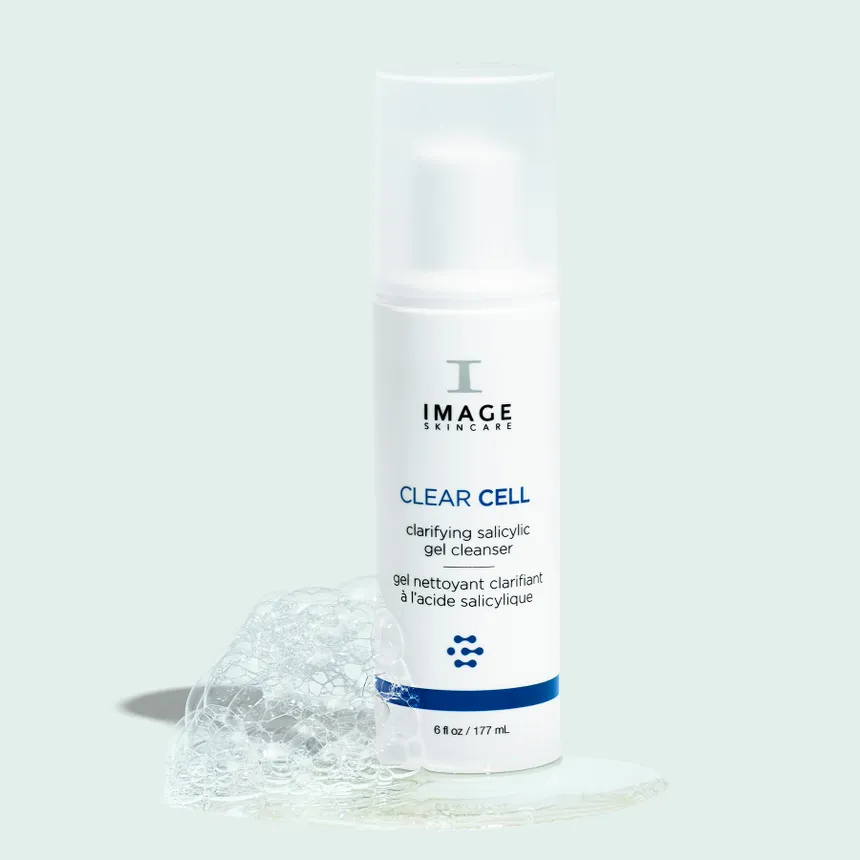 IMAGE
SKINCARE
CLEAR CELL
clarifying salicylic
gel cleanser
gel nettoyant clarifiant
à l'acide salicylique
6 fl oz / 177 mL